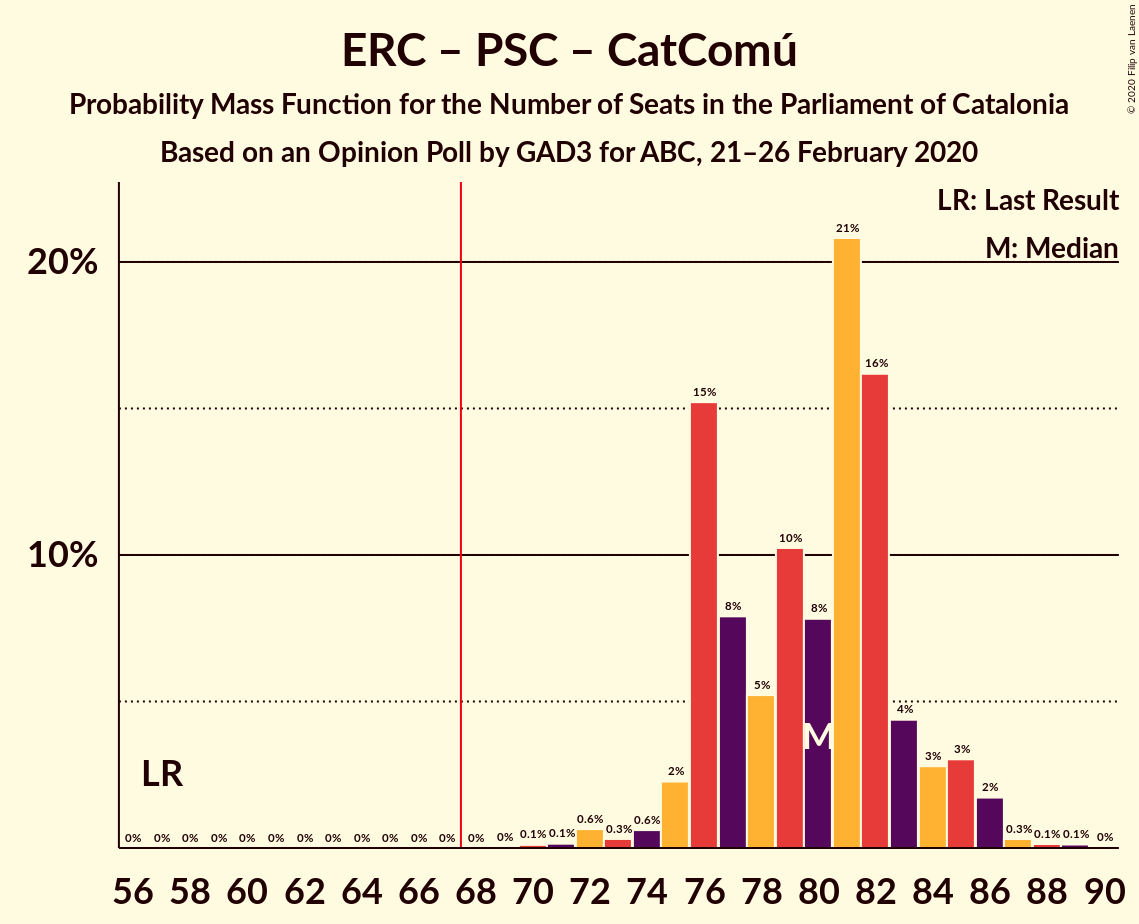 ERC – PSC – CatComú
Probability Mass Function for the Number of Seats in the Parliament of Catalonia
Based on an Opinion Poll by GAD3 for ABC, 21–26 February 2020
© 2020 Filip van Laenen
LR: Last Result
M: Median
20%
10%
21%
16%
15%
10%
8%
8%
5%
4%
3%
3%
2%
2%
LR
M
0% 0% 0% 0% 0% 0% 0% 0% 0% 0% 0% 0% 0% 0% 0.1% 0.1% 0.6% 0.3% 0.6% 0.3% 0.1% 0.1% 0%
56 58 60 62 64 66 68 70 72 74 76 78 80 82 84 86 88 90